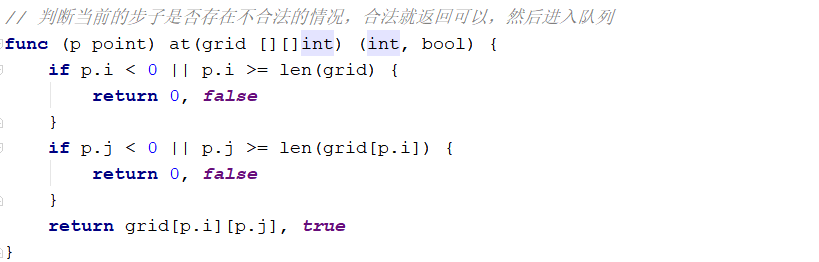 // 判断当前的步子是否存在不合法的情况，合法就返回可以，然后进入队列
func (p point) at(grid [][]int) (int, bool) {
    if p.i < 0 || p.i >= len(grid) {
        return 0, false
    }
    if p.j < 0 || p.j >= len(grid[p.i]) {
        return 0, false
    }
    return grid[p.i][p.j], true
}